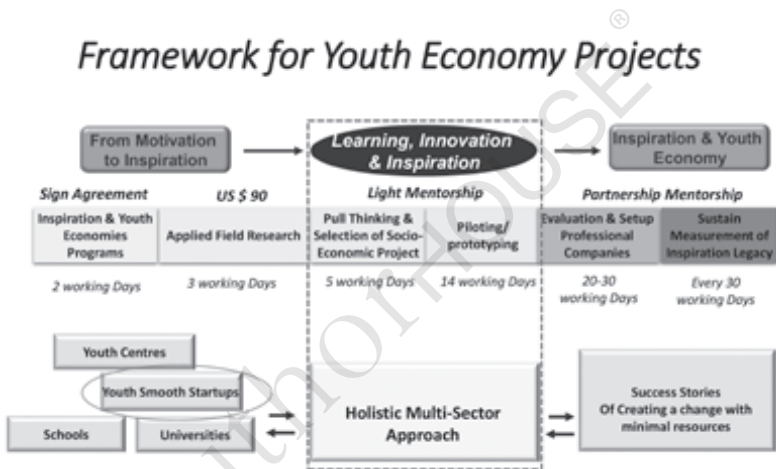 Framework for Youth Economy Projects
From Motivation
to Inspiration
Learning, Innovation
& Inspiration
Inspiration & Youth
Economy
Sign Agreement
US $ 90
Light Mentorship
Partnership Mentorship
Inspiration & Youth
Economies
Programs
Applied Field Research
Pull Thinking &
Selection of Socio-
Economic Project
Piloting/
prototyping
Evaluation & Setup
Professional
Companies
Sustain
Measurement of
Inspiration Legacy
2 working Days
3 working Days
5 working Days
14 working Days
20-30
working Days
Every 30
working Days
Youth Centres
Youth Smooth Startups
Schools
Universities
Holistic Multi-Sector
Approach
Success Stories
Of Creating a change with
minimal resources
authorHOUSE®